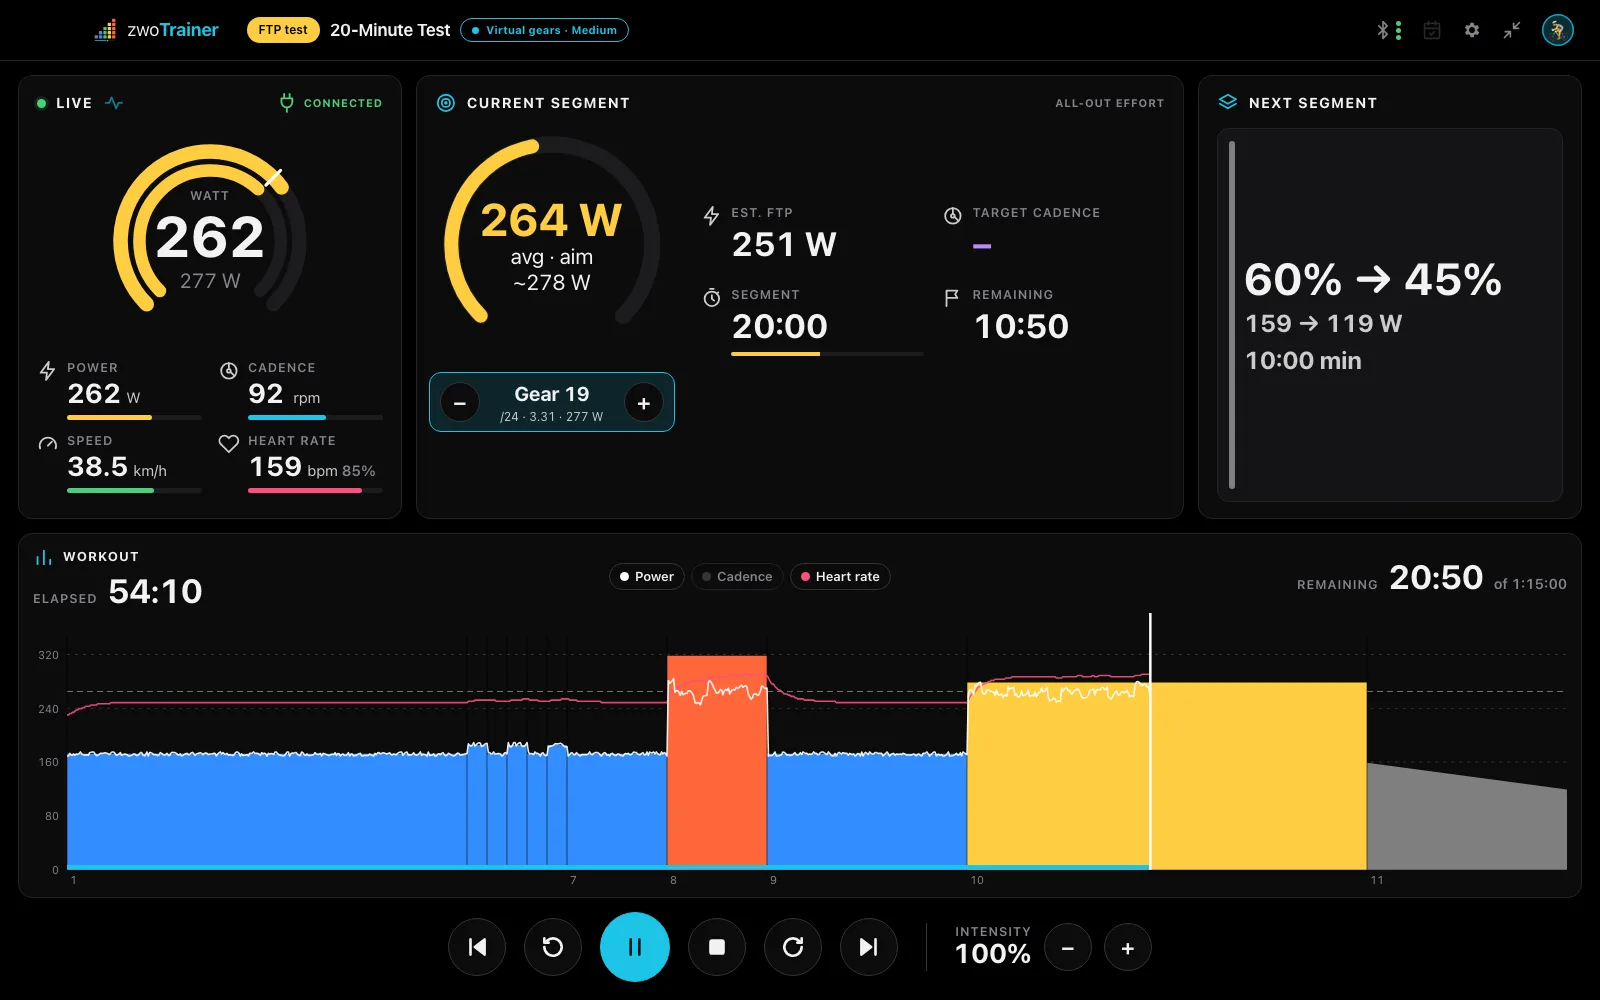 zwoTrainer
FTP test
20-Minute Test
Virtual gears · Medium
LIVE
CONNECTED
WATT
262
277 W
POWER
262 W
CADENCE
92 rpm
SPEED
38.5 km/h
HEART RATE
159 bpm 85%
CURRENT SEGMENT
ALL-OUT EFFORT
264 W
avg · aim
~278 W
Gear 19
/24 · 3.31 · 277 W
EST. FTP
251 W
TARGET CADENCE
–
SEGMENT
20:00
REMAINING
10:50
NEXT SEGMENT
60% → 45%
159 → 119 W
10:00 min
WORKOUT
ELAPSED 54:10
Power
Cadence
Heart rate
REMAINING 20:50 of 1:15:00
320
240
160
80
0
1 7 8 9 10 11
INTENSITY
100%